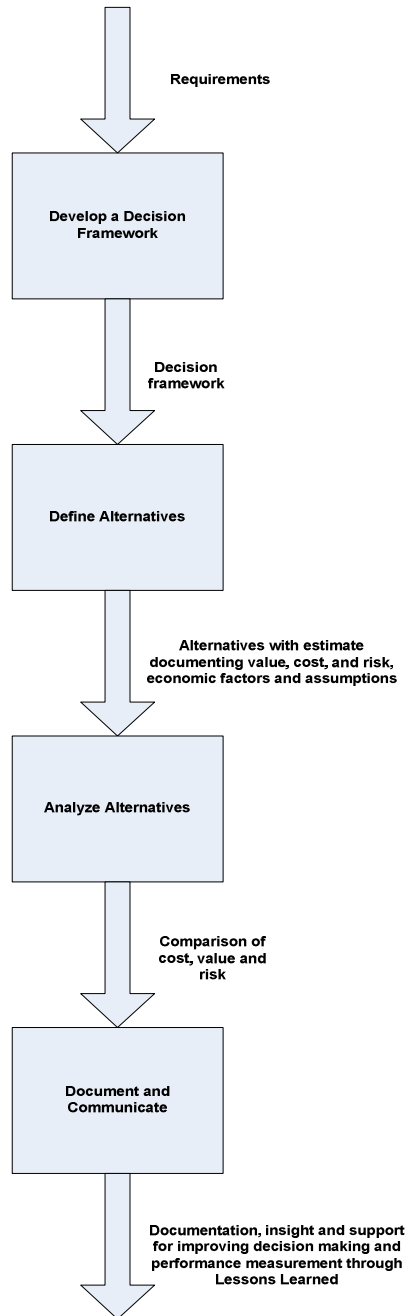 Requirements
Develop a Decision
Framework
Decision
framework
Define Alternatives
Alternatives with estimate
documenting value, cost, and risk,
economic factors and assumptions
Analyze Alternatives
Comparison of
cost, value and
risk
Document and
Communicate
Documentation, insight and support
for improving decision making and
performance measurement through
Lessons Learned